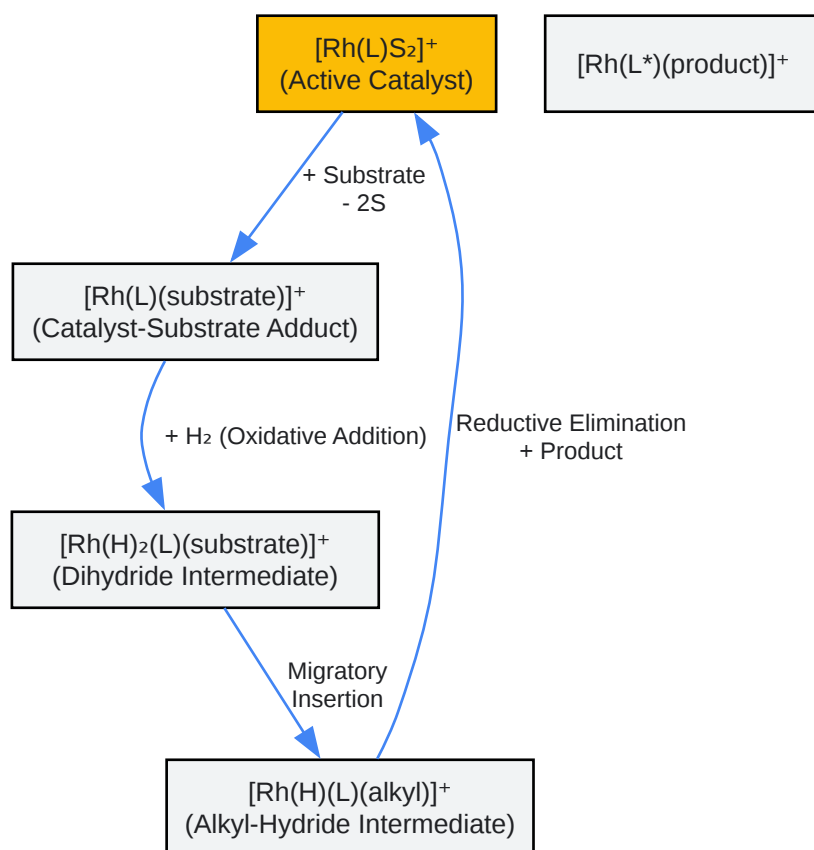 [Rh(L)S₂]⁺
(Active Catalyst)
[Rh(L*)(product)]⁺
+ Substrate
- 2S
[Rh(L)(substrate)]⁺
(Catalyst-Substrate Adduct)
+ H₂ (Oxidative Addition)
Reductive Elimination
+ Product
[Rh(H)₂(L)(substrate)]⁺
(Dihydride Intermediate)
Migratory
Insertion
[Rh(H)(L)(alkyl)]⁺
(Alkyl-Hydride Intermediate)